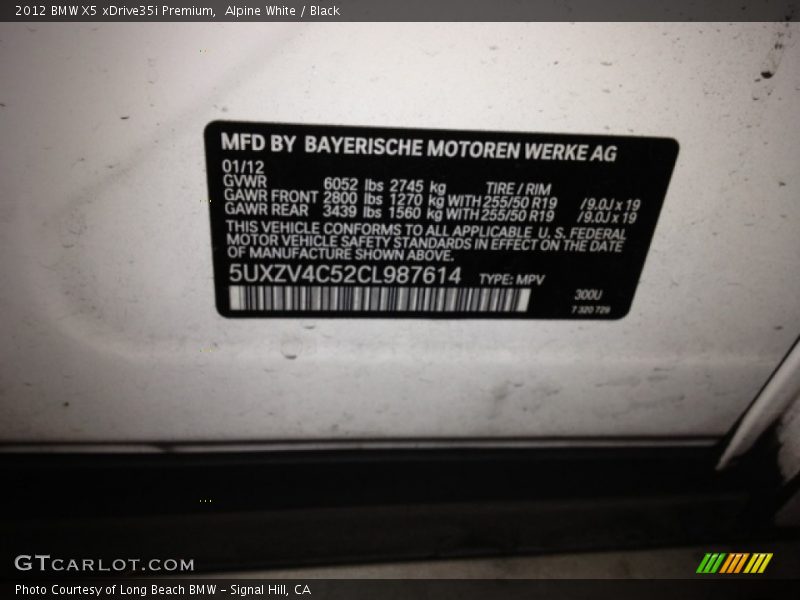 2012 BMW X5 xDrive35i Premium,  Alpine White / Black
MFD BY BAYERISCHE MOTOREN WERKE AG
01/12
GVWR 6052 lbs 2745 kg TIRE / RIM
GAWR FRONT 2800 lbs 1270 kg WITH 255/50 R19 /9.0J x 19
GAWR REAR 3439 lbs 1560 kg WITH 255/50 R19 /9.0J x 19
THIS VEHICLE CONFORMS TO ALL APPLICABLE U. S. FEDERAL
MOTOR VEHICLE SAFETY STANDARDS IN EFFECT ON THE DATE
OF MANUFACTURE SHOWN ABOVE.
5UXZV4C52CL987614 TYPE: MPV
300U
7 320 729
GTCARLOT.COM
Photo Courtesy of Long Beach BMW - Signal Hill, CA